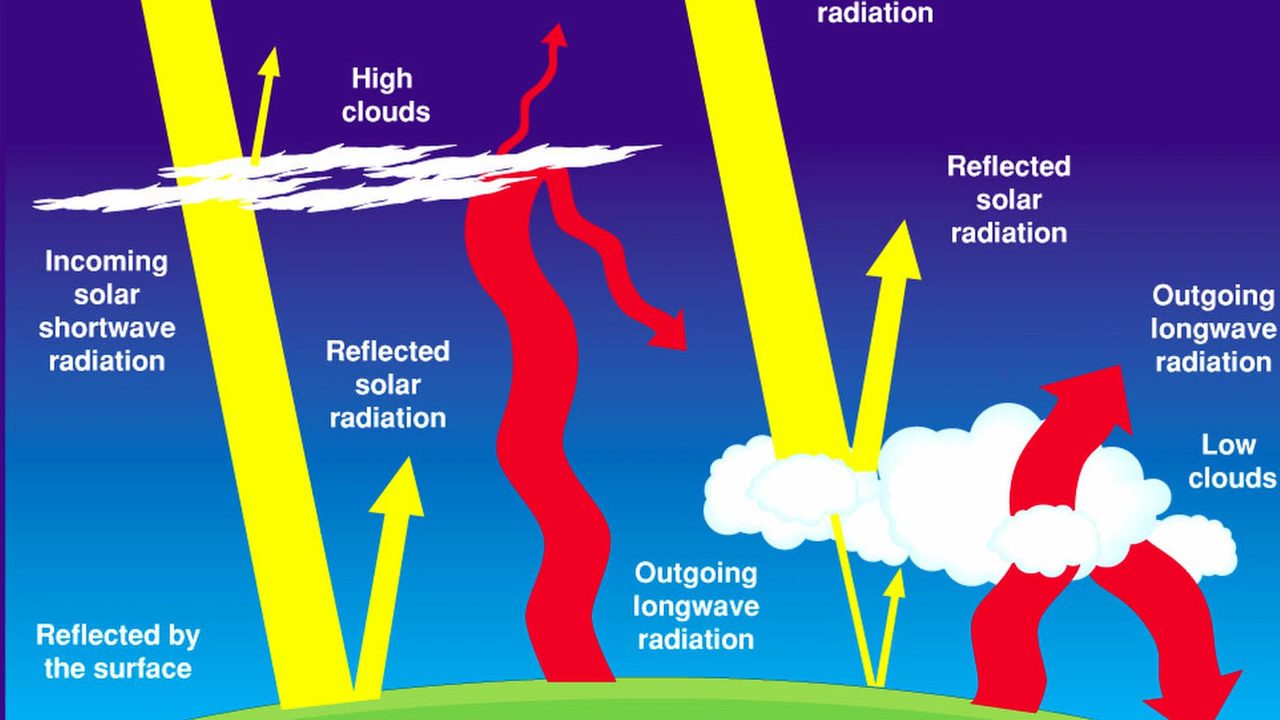 radiation
High
clouds
Reflected
solar
radiation
Incoming
solar
shortwave
radiation
Outgoing
longwave
radiation
Reflected
solar
radiation
Low
clouds
Outgoing
longwave
radiation
Reflected by
the surface